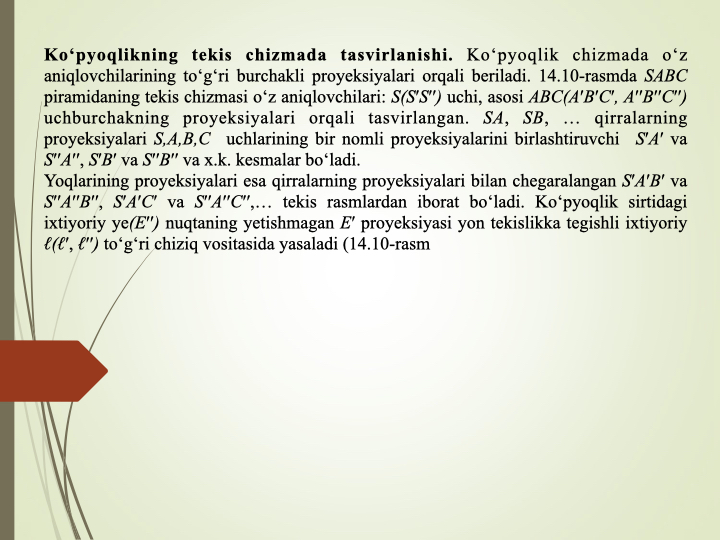 Ko‘pyoqlikning tekis chizmada tasvirlanishi. Ko‘pyoqlik chizmada o‘z
aniqlovchilarining to‘g‘ri burchakli proyeksiyalari orqali beriladi. 14.10-rasmda SABC
piramidaning tekis chizmasi o‘z aniqlovchilari: S(S′S″) uchi, asosi ABC(A′B′C′, A″B″C″)
uchburchakning proyeksiyalari orqali tasvirlangan. SA, SB, … qirralarning
proyeksiyalari S,A,B,C uchlarining bir nomli proyeksiyalarini birlashtiruvchi S′A′ va
S″A″, S′B′ va S″B″ va x.k. kesmalar bo‘ladi.
Yoqlarining proyeksiyalari esa qirralarning proyeksiyalari bilan chegaralangan S′A′B′ va
S″A″B″, S′A′C′ va S″A″C″,… tekis rasmlardan iborat bo‘ladi. Ko‘pyoqlik sirtidagi
ixtiyoriy ye(E″) nuqtaning yetishmagan E′ proyeksiyasi yon tekislikka tegishli ixtiyoriy
ℓ(ℓ′, ℓ″) to‘g‘ri chiziq vositasida yasaladi (14.10-rasm